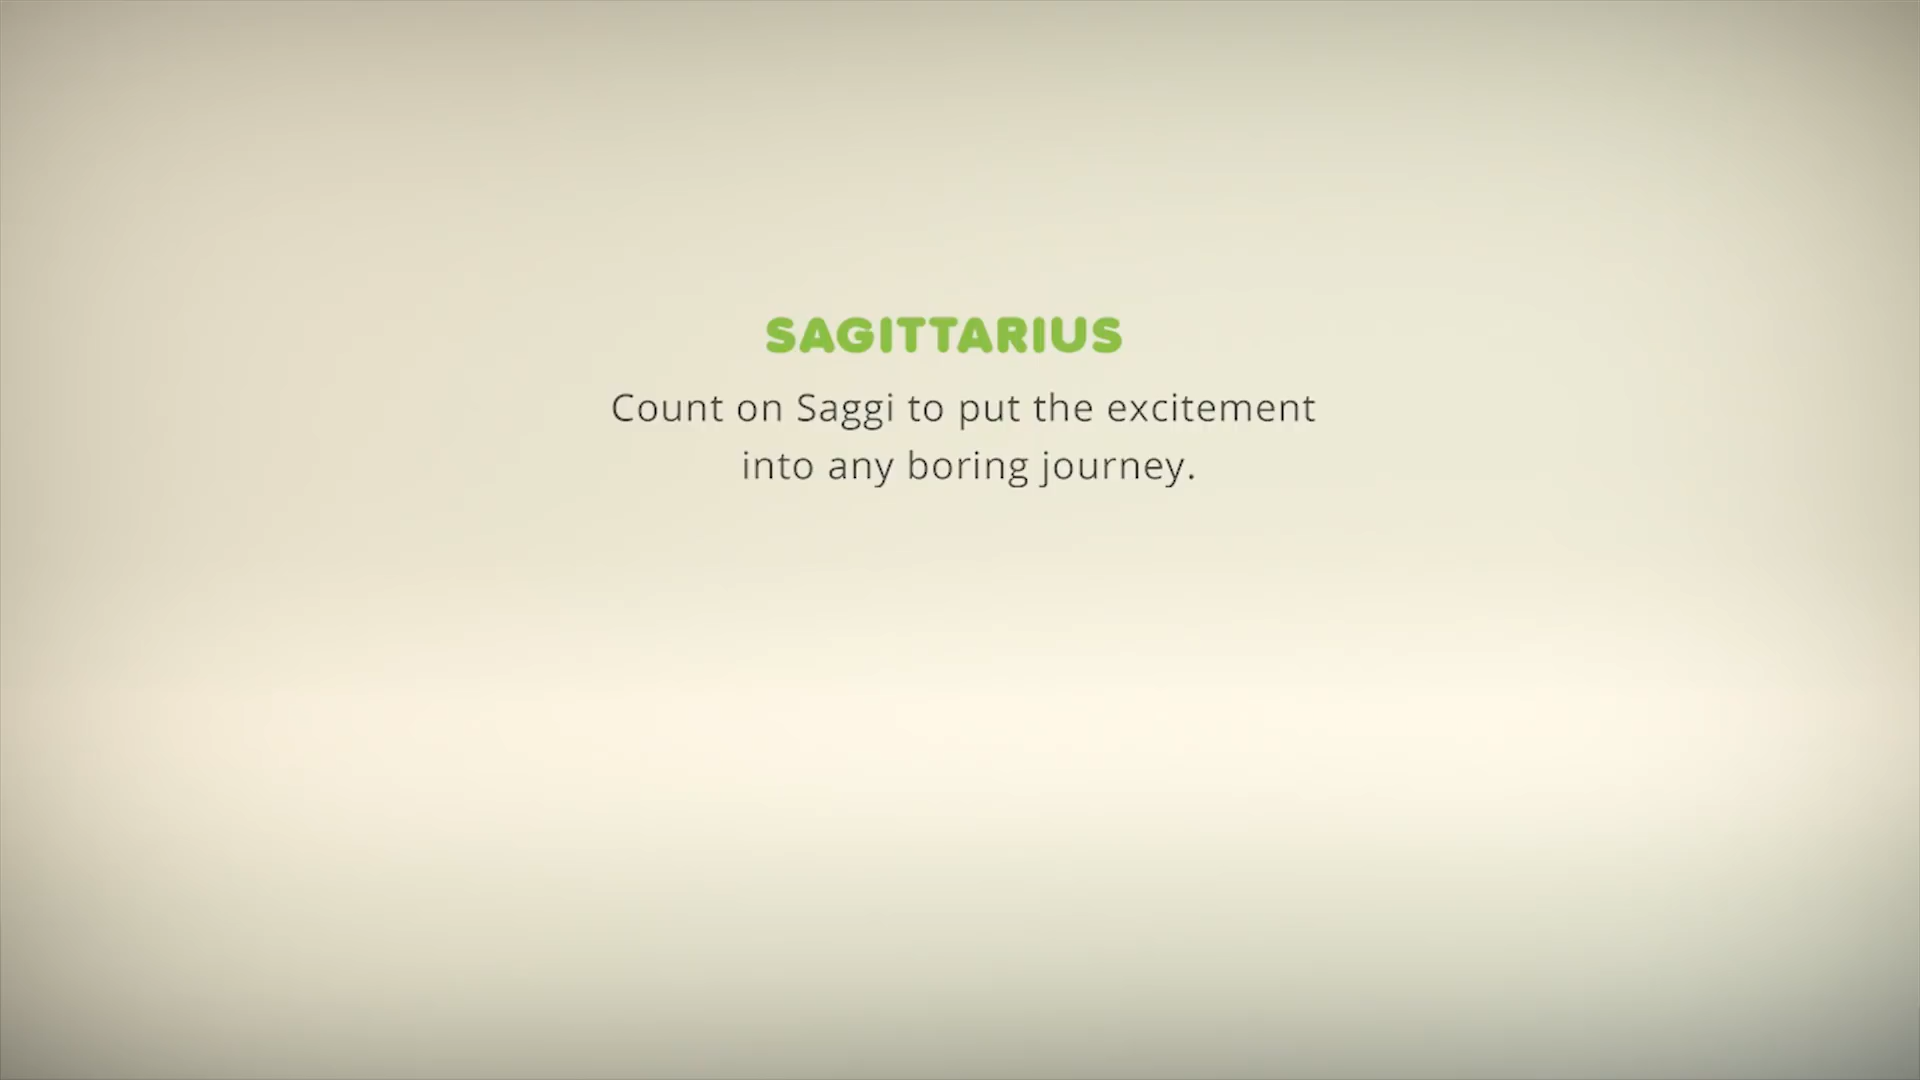 SAGITTARIUS
Count on Saggi to put the excitement
into any boring journey.